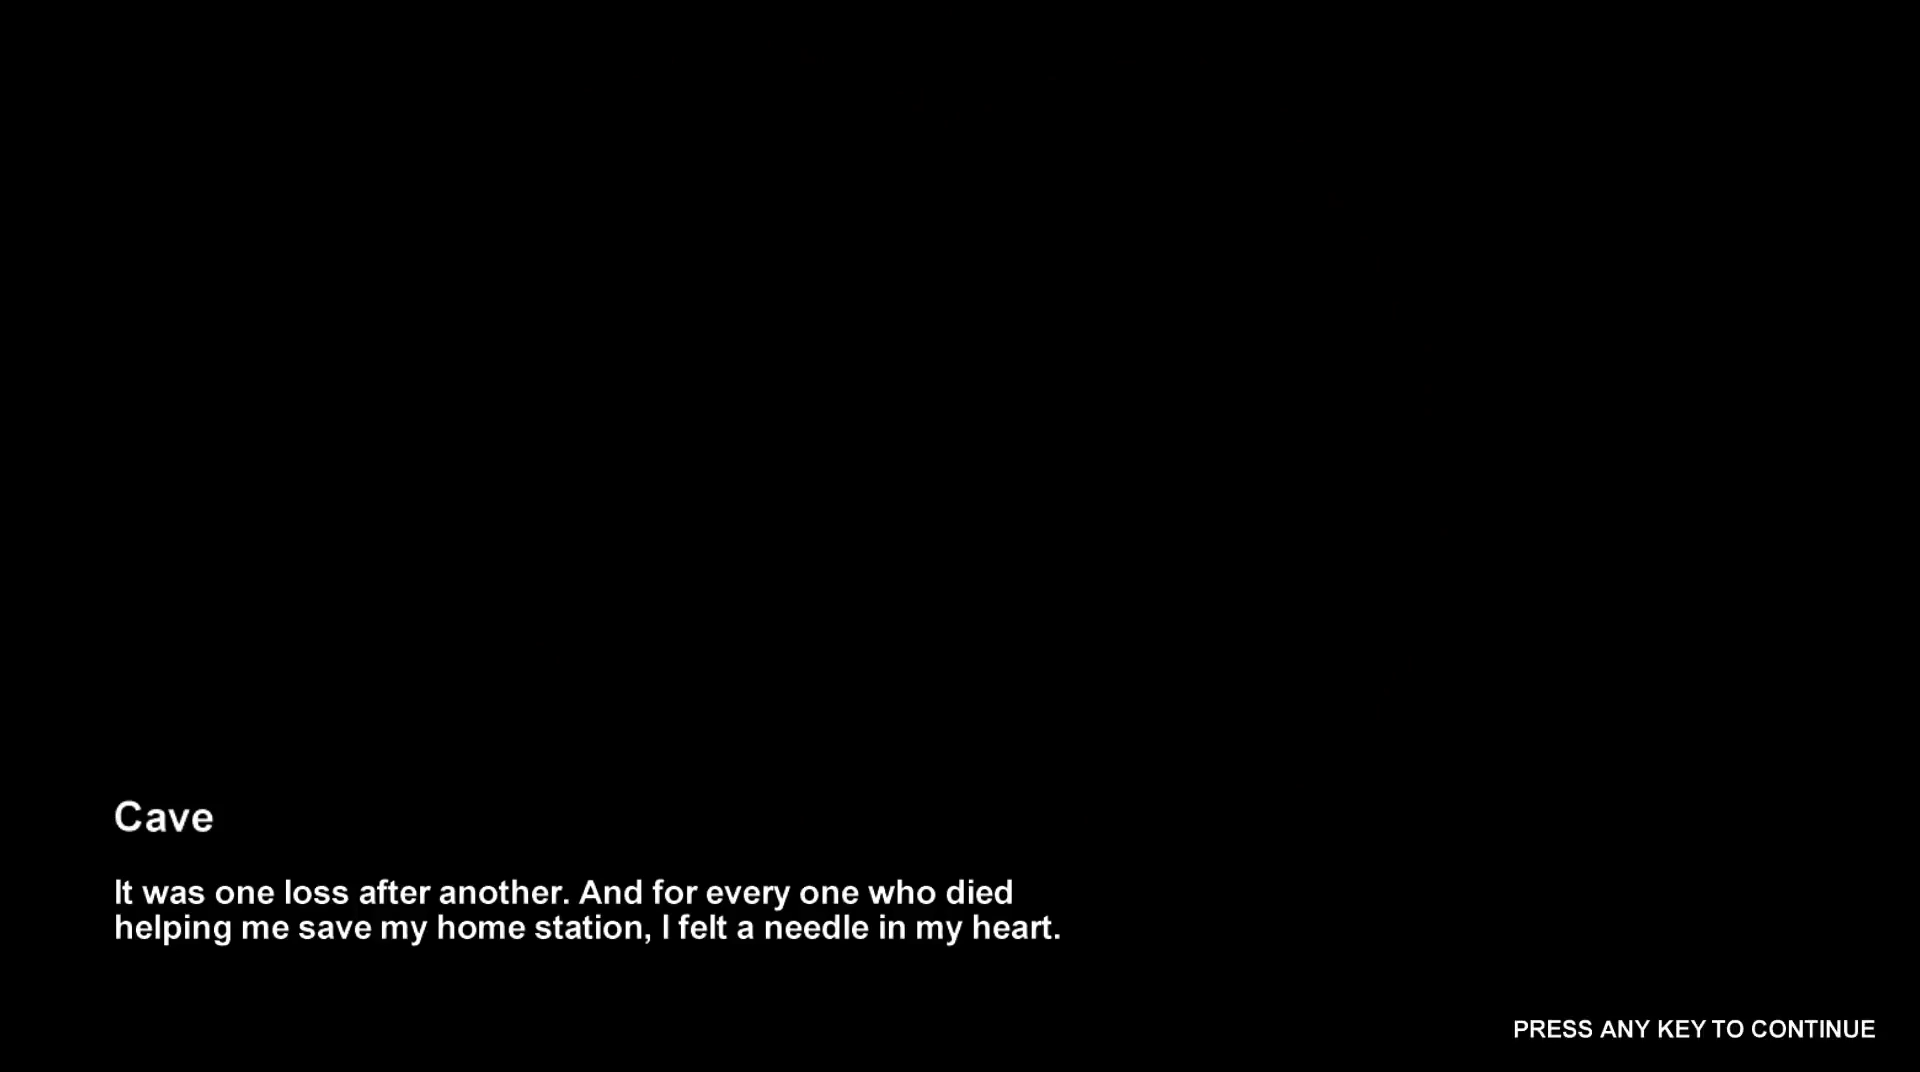 Cave
It was one loss after another. And for every one who died
helping me save my home station, I felt a needle in my heart.
PRESS ANY KEY TO CONTINUE